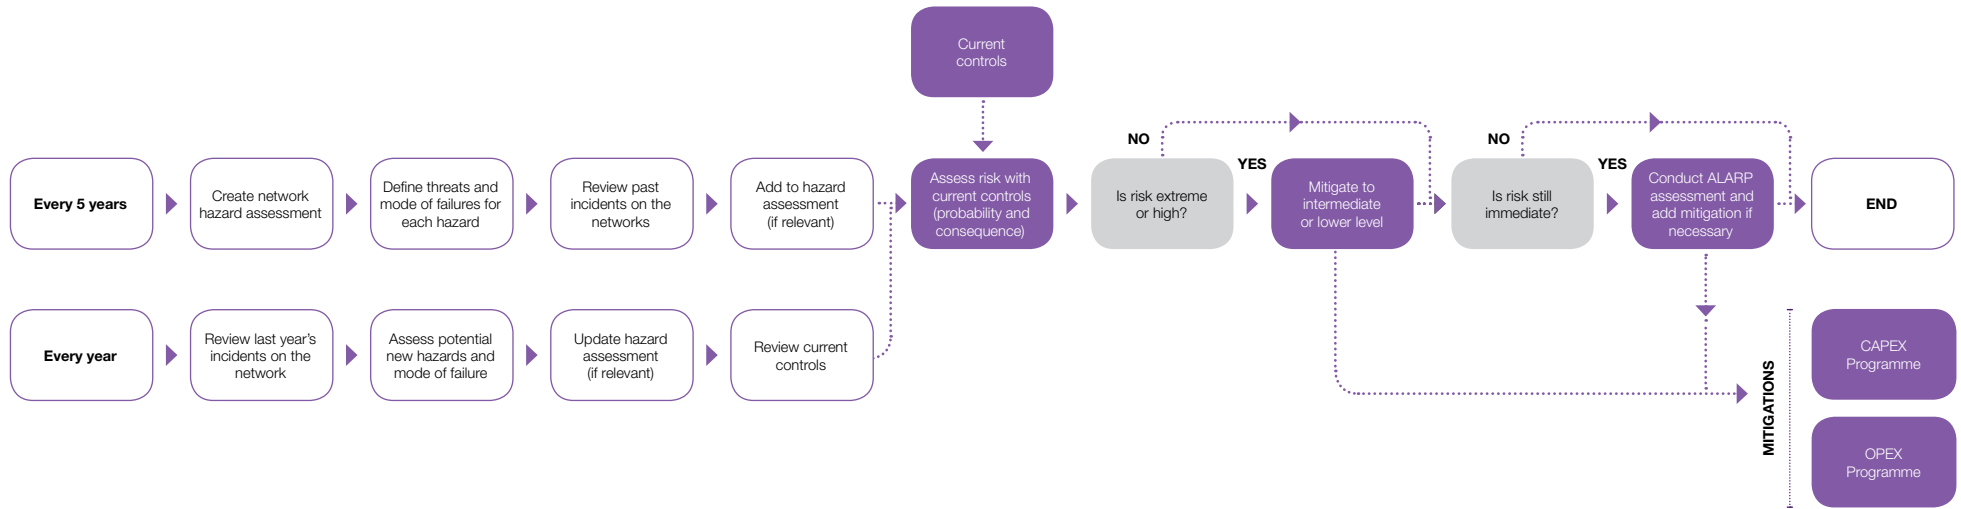 Current
controls
NO
NO
YES
YES
Every 5 years
Create network
hazard assessment
Define threats and
mode of failures for
each hazard
Review past
incidents on the
networks
Add to hazard
assessment
(if relevant)
Assess risk with
current controls
(probability and
consequence)
Is risk extreme
or high?
Mitigate to
intermediate
or lower level
Is risk still
immediate?
Conduct ALARP
assessment and
add mitigation if
necessary
END
Every year
Review last year’s
incidents on the
network
Assess potential
new hazards and
mode of failure
Update hazard
assessment
(if relevant)
Review current
controls
MITIGATIONS
CAPEX
Programme
OPEX
Programme